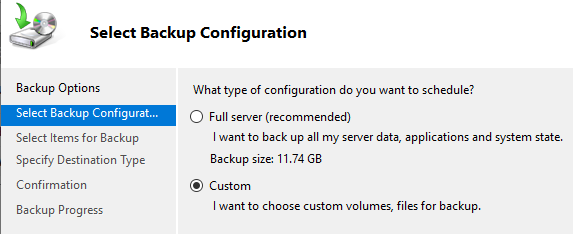 Select Backup Configuration
Backup Options
Select Backup Configurat...
Select Items for Backup
Specify Destination Type
Confirmation
Backup Progress
What type of configuration do you want to schedule?
Full server (recommended)
I want to back up all my server data, applications and system state.
Backup size: 11.74 GB
Custom
I want to choose custom volumes, files for backup.